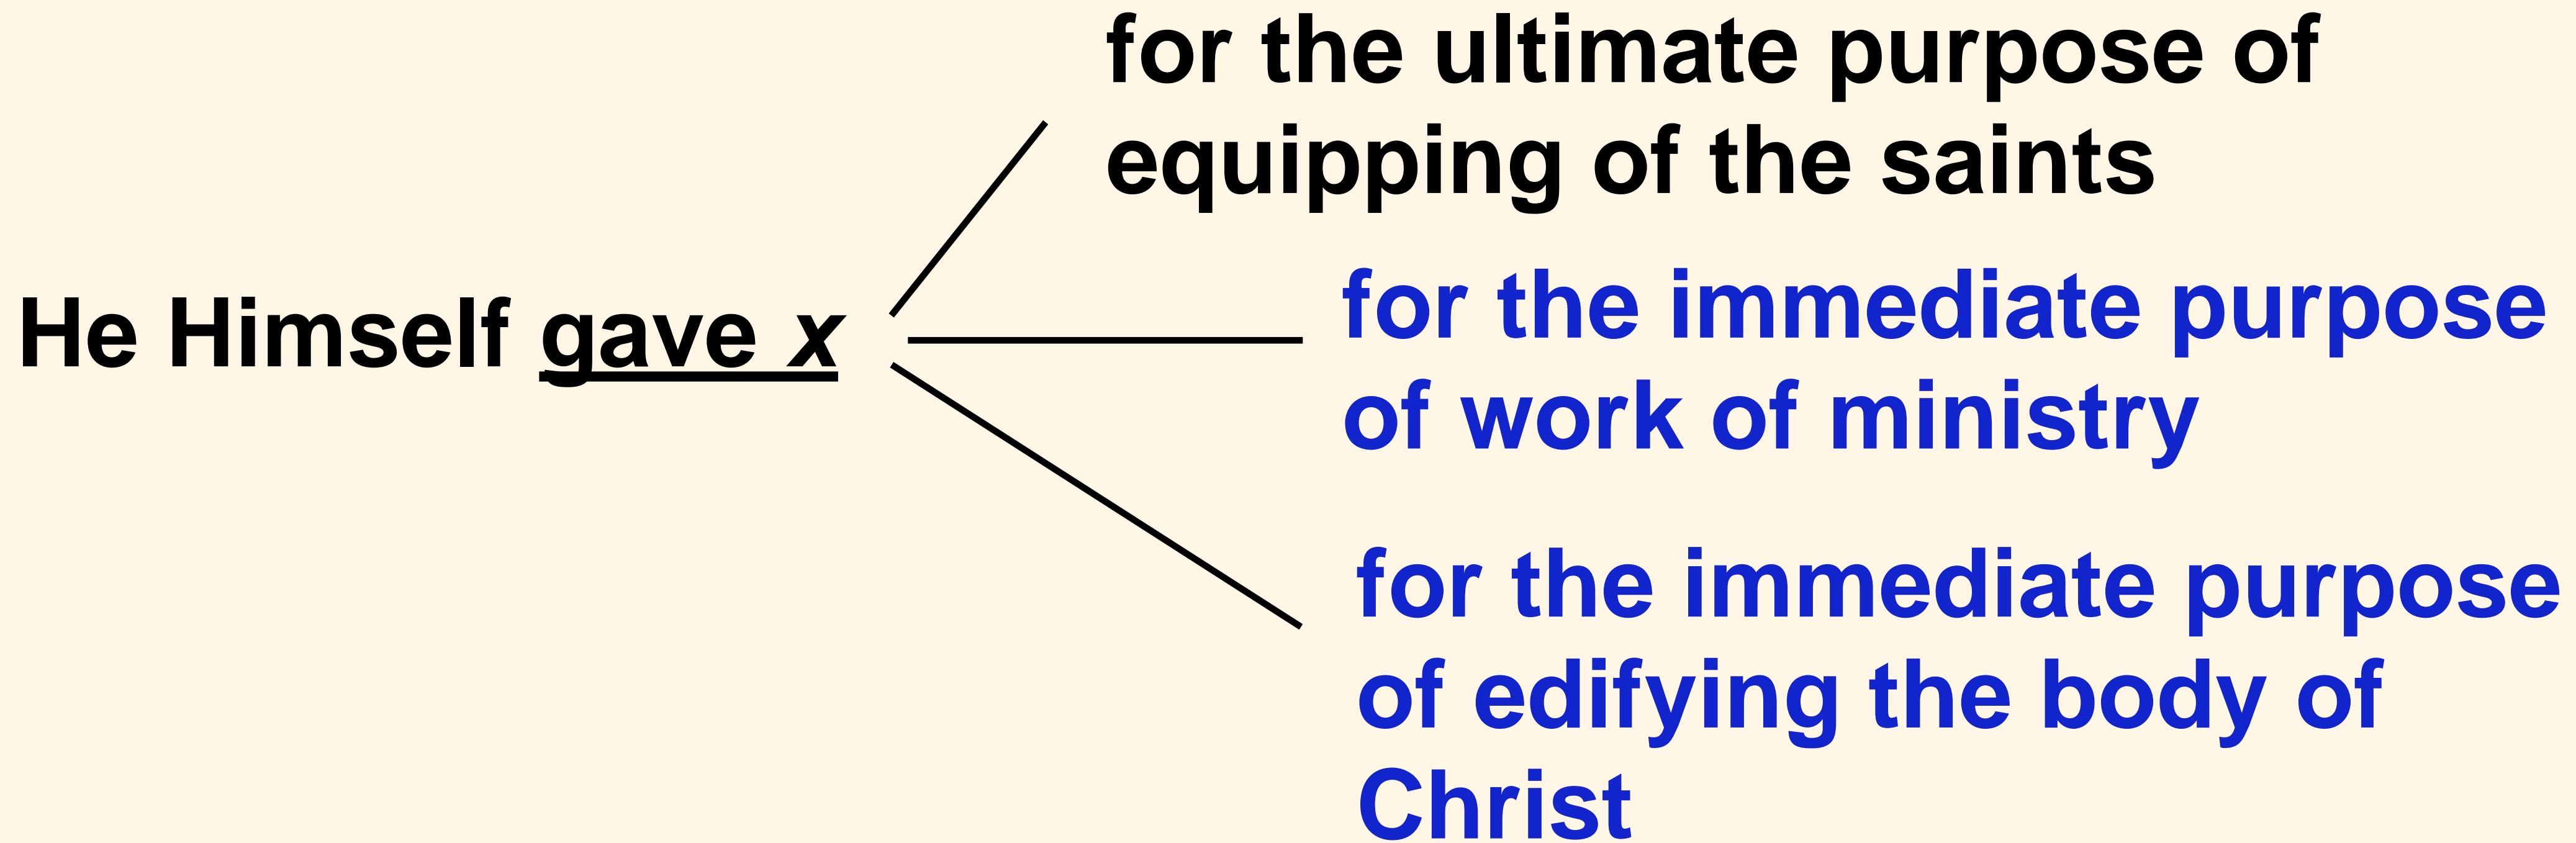 for the ultimate purpose of
equipping of the saints
He Himself gave x
for the immediate purpose
of work of ministry
for the immediate purpose
of edifying the body of
Christ